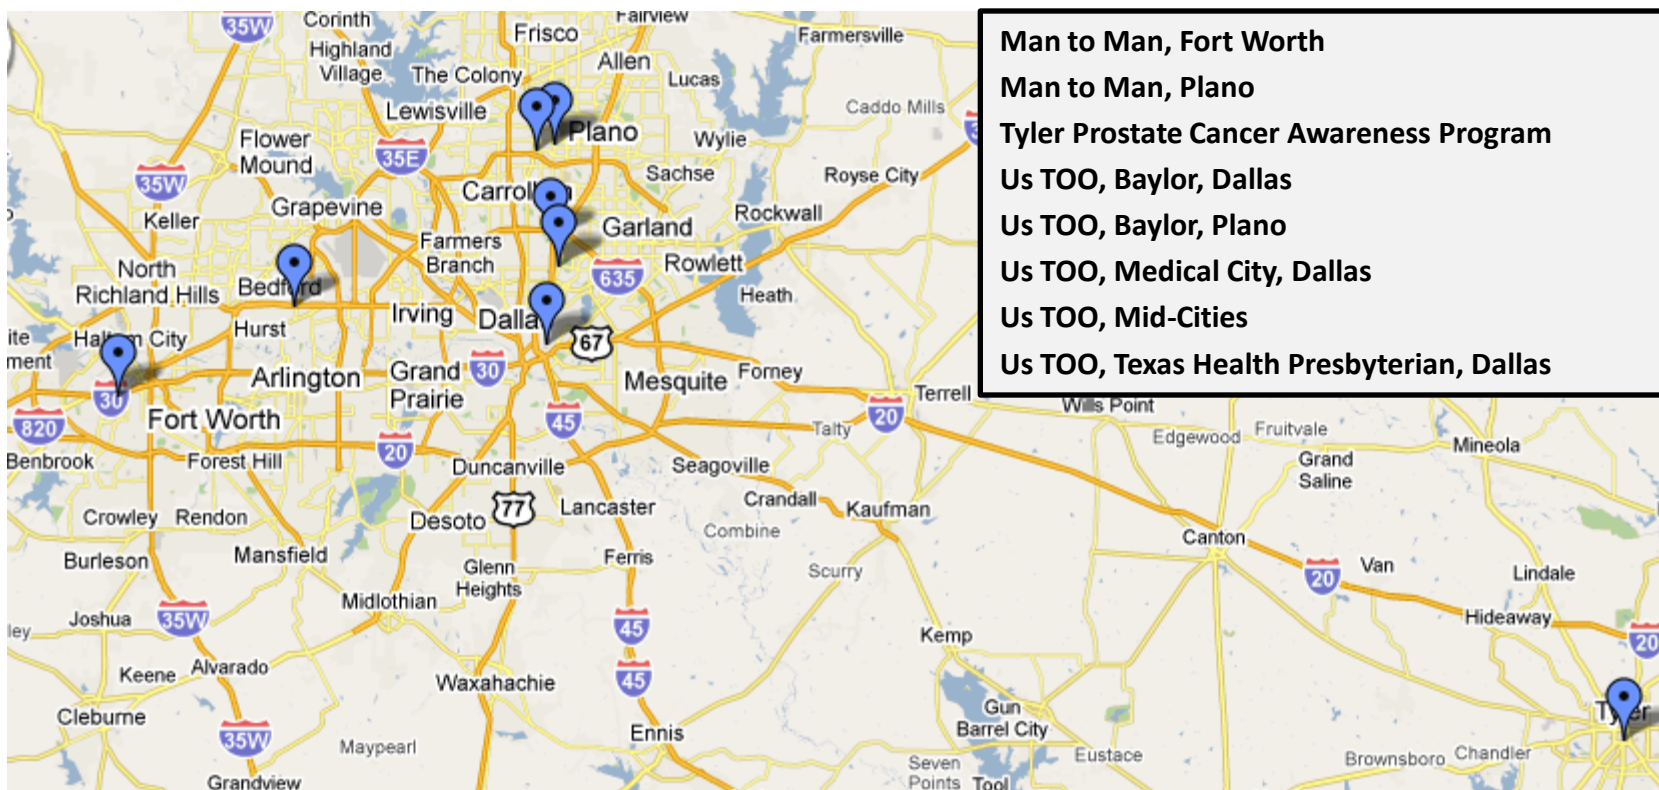 Man to Man, Fort Worth
Man to Man, Plano
Tyler Prostate Cancer Awareness Program
Us TOO, Baylor, Dallas
Us TOO, Baylor, Plano
Us TOO, Medical City, Dallas
Us TOO, Mid-Cities
Us TOO, Texas Health Presbyterian, Dallas
35W
Corinth
Fairview
Frisco
Farmersville
Highland
Village
The Colony
Allen
Lucas
Lewisville
Caddo Mills
Flower
Mound
35E
Plano
Wylie
35W
Sachse
Royse City
Keller
Grapevine
Rockwall
Farmers
Branch
Garland
Rowlett
North
Richland Hills
635
Heath
Irving
Hurst
67
Arlington
Grand
Prairie
30
Mesquite
Forney
30
Fort Worth
820
45
20
Terrell
Wills Point
Talty
Edgewood
Fruitvale
Mineola
Benbrook
Forest Hill
20
Duncanville
Seagoville
Grand
Saline
Crandall
Kaufman
77
Lancaster
Desoto
Combine
Crowley
Rendon
Canton
Burleson
Mansfield
Glenn
Heights
Ferris
Scurry
20
Van
Lindale
Joshua
35W
Midlothian
45
Kemp
Hideaway
20
Keene
Alvarado
Waxahachie
45
Cleburne
35W
Maypearl
Ennis
Gun
Barrel City
Eustace
Brownsboro
Chandler
Grandview
Seven
Points
Tool